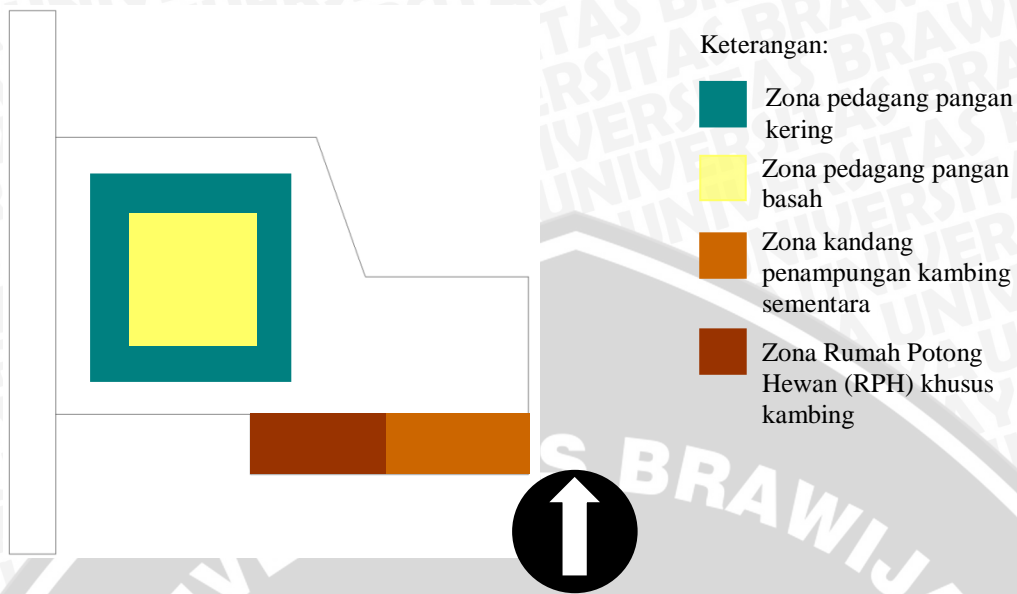 Keterangan:
Zona pedagang pangan
kering
Zona pedagang pangan
basah
Zona kandang
penampungan kambing
sementara
Zona Rumah Potong
Hewan (RPH) khusus
kambing